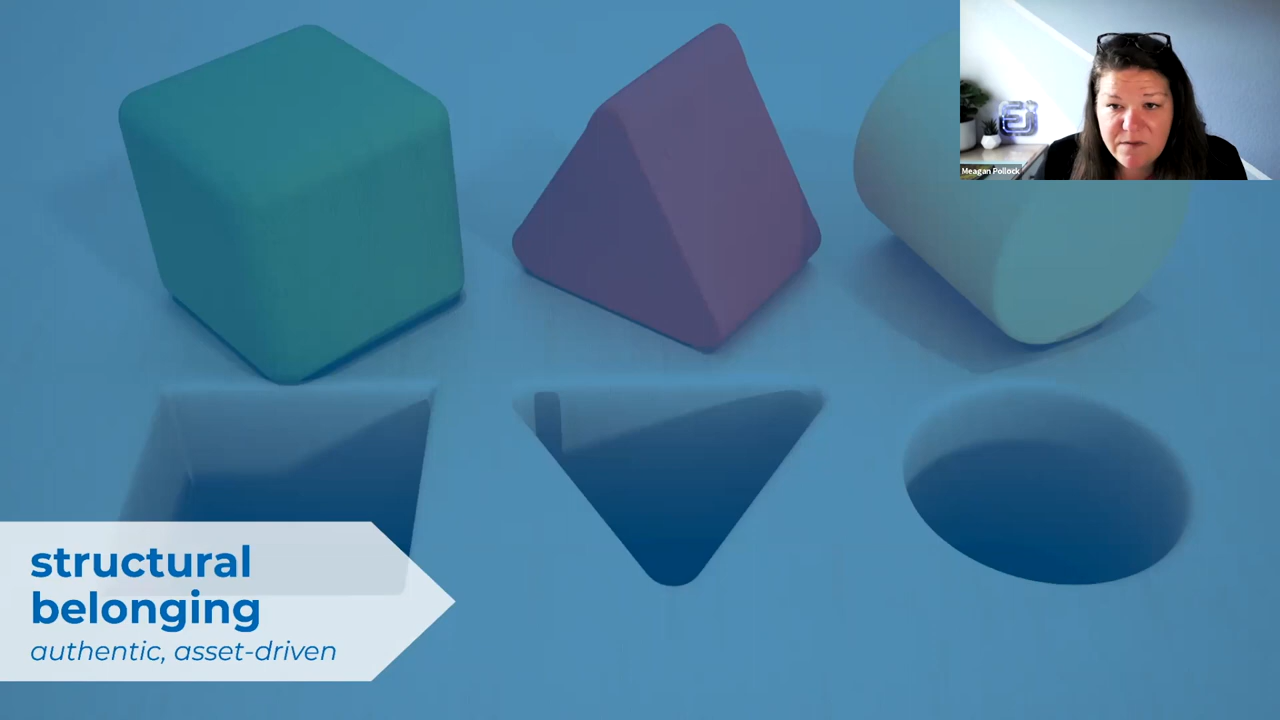 Meagan Pollock
structural
belonging
authentic, asset-driven